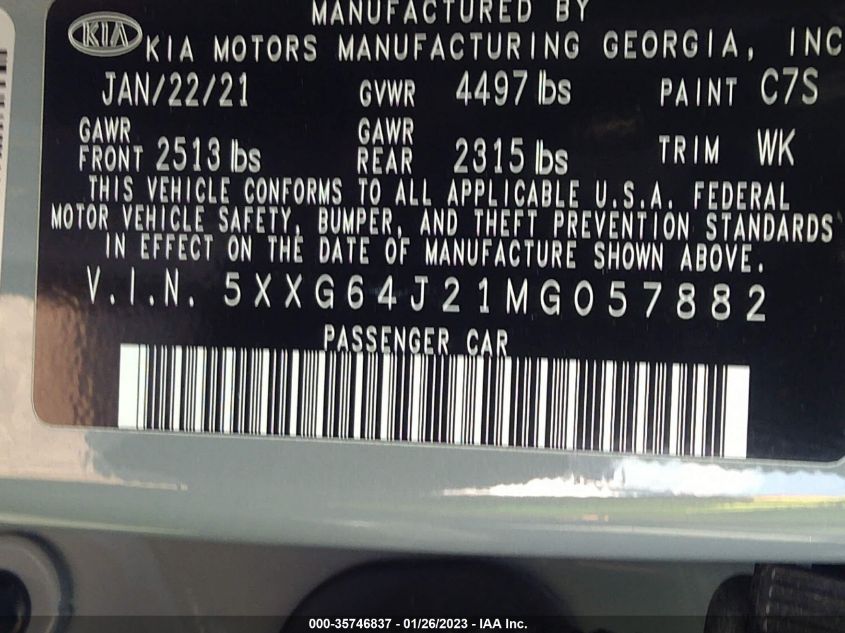 MANUFACTURED BY
KIA KIA MOTORS MANUFACTURING GEORGIA, INC
JAN/22/21 GVWR 4497 lbs PAINT C7S
GAWR FRONT 2513 lbs GAWR REAR 2315 lbs TRIM WK
THIS VEHICLE CONFORMS TO ALL APPLICABLE U.S.A. FEDERAL
MOTOR VEHICLE SAFETY, BUMPER, AND THEFT PREVENTION STANDARDS
IN EFFECT ON THE DATE OF MANUFACTURE SHOWN ABOVE.
V.I.N. 5XXG64J21MG057882
PASSENGER CAR
000-35746837 - 01/26/2023 - IAA Inc.